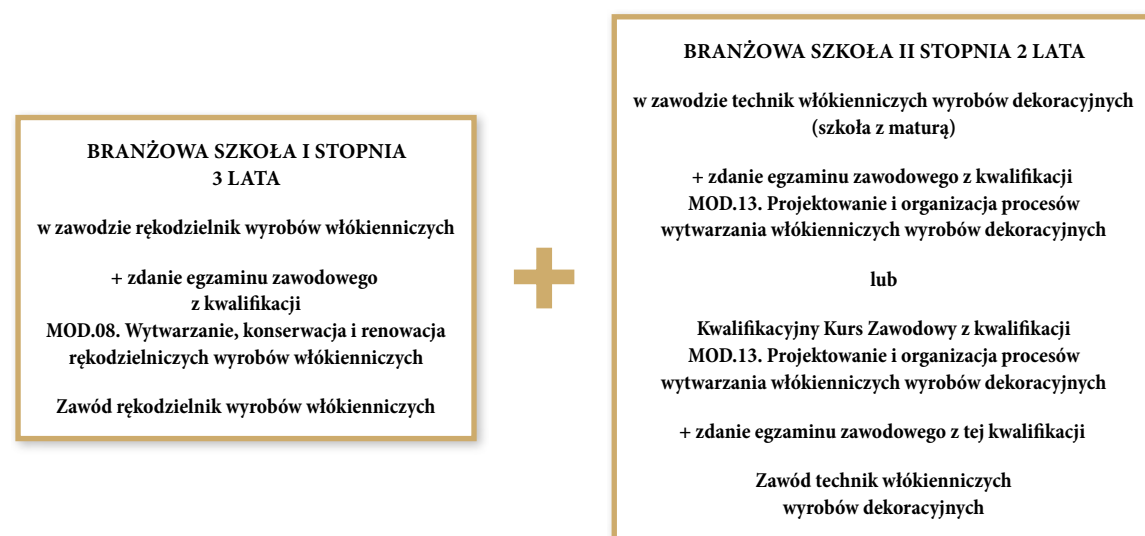 BRANŻOWA SZKOŁA I STOPNIA
3 LATA
w zawodzie rękodzielnik wyrobów włókienniczych
+ zdanie egzaminu zawodowego
z kwalifikacji
MOD.08. Wytwarzanie, konserwacja i renowacja
rękodzielniczych wyrobów włókienniczych
Zawód rękodzielnik wyrobów włókienniczych
+
BRANŻOWA SZKOŁA II STOPNIA 2 LATA
w zawodzie technik włókienniczych wyrobów dekoracyjnych
(szkoła z maturą)
+ zdanie egzaminu zawodowego z kwalifikacji
MOD.13. Projektowanie i organizacja procesów
wytwarzania włókienniczych wyrobów dekoracyjnych
lub
Kwalifikacyjny Kurs Zawodowy z kwalifikacji
MOD.13. Projektowanie i organizacja procesów
wytwarzania włókienniczych wyrobów dekoracyjnych
+ zdanie egzaminu zawodowego z tej kwalifikacji
Zawód technik włókienniczych
wyrobów dekoracyjnych